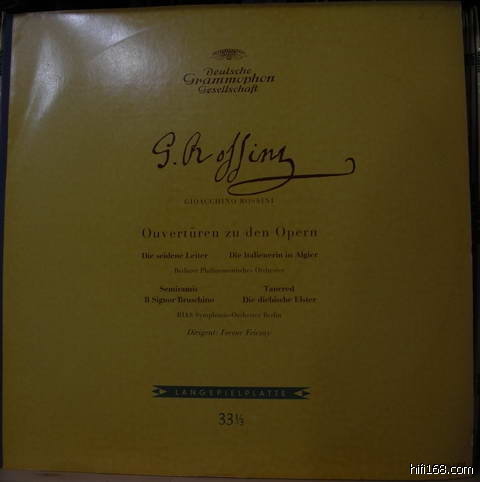 Deutsche
Grammophon
Gesellschaft
G. Rossini
GIOACCHINO ROSSINI
Ouvertüren zu den Opern
Die seidene Leiter Die Italienerin in Algier
Berliner Philharmonisches Orchester
Semiramis Tancred
Il Signor Bruschino Die diebische Elster
RIAS Symphonie-Orchester Berlin
Dirigent: Ferenc Fricsay
LANGSPIELPLATTE
33 1/3
hifi168.com